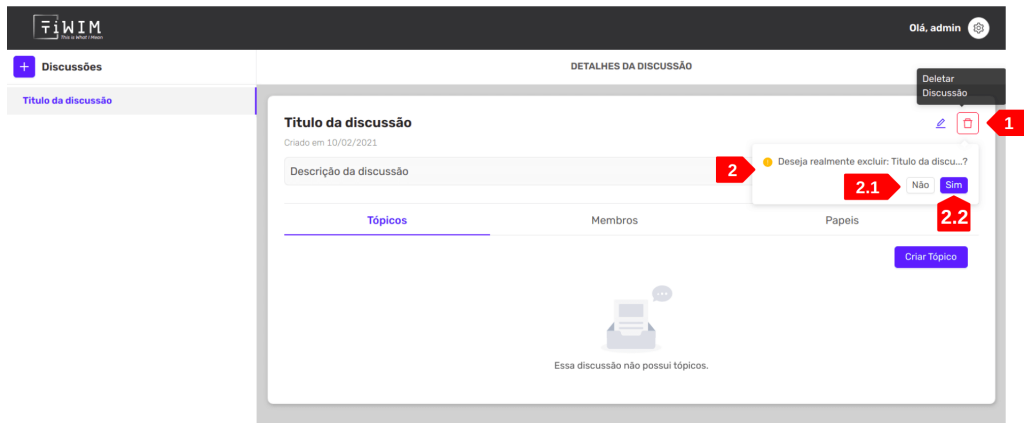 TiWIM
This is What I Mean
Olá, admin
Discussões
DETALHES DA DISCUSSÃO
Deletar
Discussão
Titulo da discussão
Titulo da discussão
1
Criado em 10/02/2021
Descrição da discussão
2
Deseja realmente excluir: Titulo da discu...?
2.1
Não
Sim
2.2
Tópicos
Membros
Papeis
Criar Tópico
Essa discussão não possui tópicos.